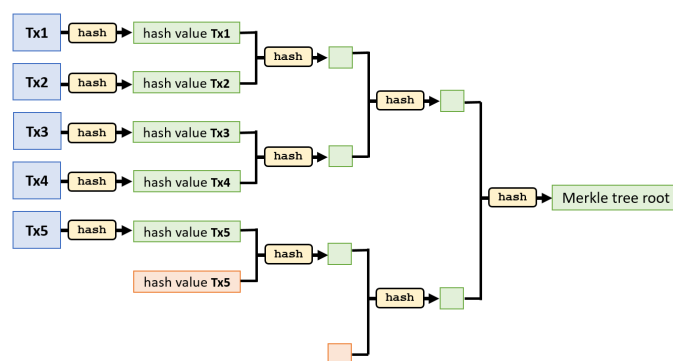 Tx1 hash hash value Tx1
hash
Tx2 hash hash value Tx2
hash
Tx3 hash hash value Tx3
hash
Tx4 hash hash value Tx4
hash Merkle tree root
Tx5 hash hash value Tx5
hash
hash value Tx5
hash